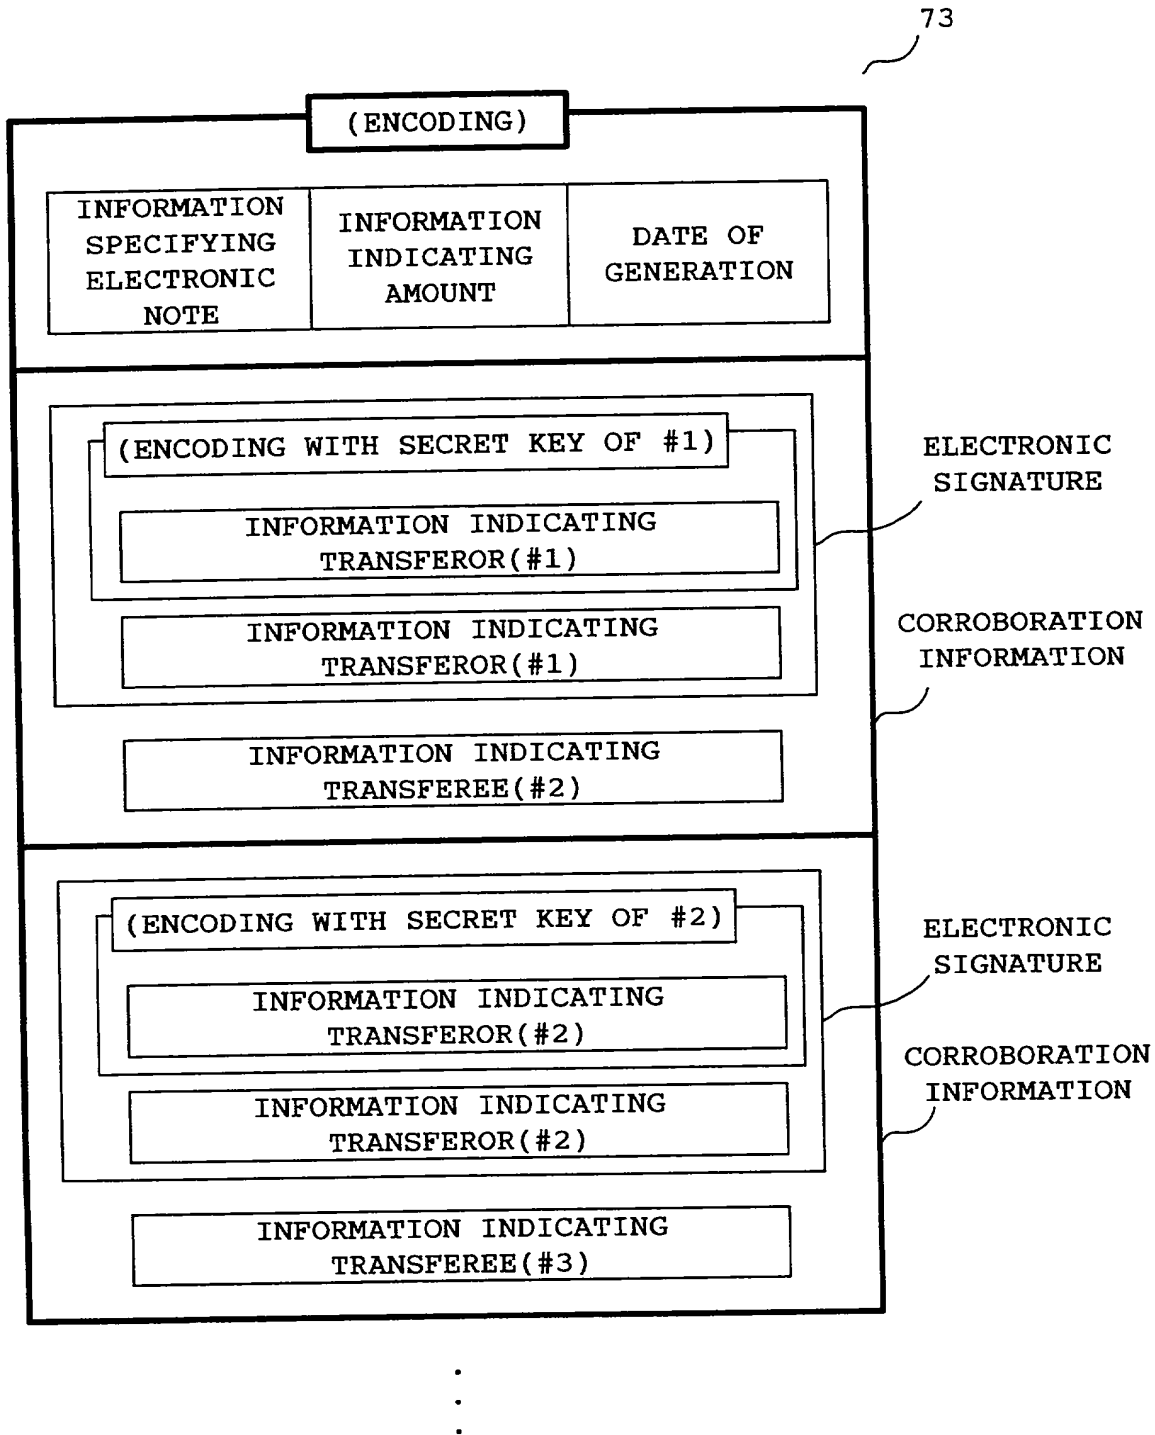 73
(ENCODING)
INFORMATION
SPECIFYING
ELECTRONIC
NOTE
INFORMATION
INDICATING
AMOUNT
DATE OF
GENERATION
(ENCODING WITH SECRET KEY OF #1)
INFORMATION INDICATING
TRANSFEROR(#1)
INFORMATION INDICATING
TRANSFEROR(#1)
INFORMATION INDICATING
TRANSFEREE(#2)
ELECTRONIC
SIGNATURE
CORROBORATION
INFORMATION
(ENCODING WITH SECRET KEY OF #2)
INFORMATION INDICATING
TRANSFEROR(#2)
INFORMATION INDICATING
TRANSFEROR(#2)
INFORMATION INDICATING
TRANSFEREE(#3)
ELECTRONIC
SIGNATURE
CORROBORATION
INFORMATION